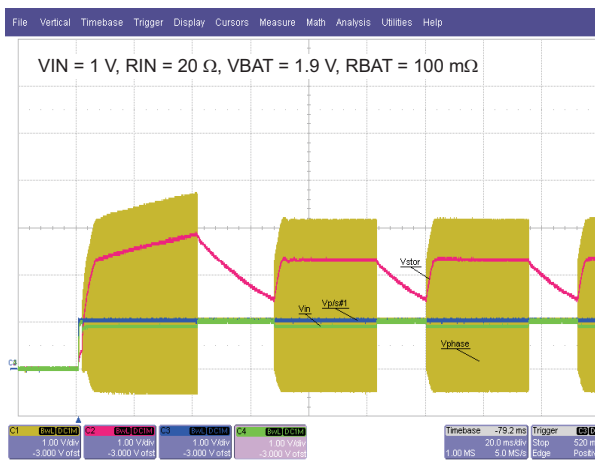 File Vertical Timebase Trigger Display Cursors Measure Math Analysis Utilities Help
VIN = 1 V, RIN = 20 Ω, VBAT = 1.9 V, RBAT = 100 mΩ
Vstor
Vin
Vp/s#1
Vphase
C1 BWL DC1M C2 BWL DC1M C3 BWL DC1M C4 BWL DC1M Timebase -79.2 ms Trigger C3
1.00 V/div 1.00 V/div 1.00 V/div 1.00 V/div 20.0 ms/div Stop 520 m
-3.000 V ofst -3.000 V ofst -3.000 V ofst -3.000 V ofst 1.00 MS 5.0 MS/s Edge Positi